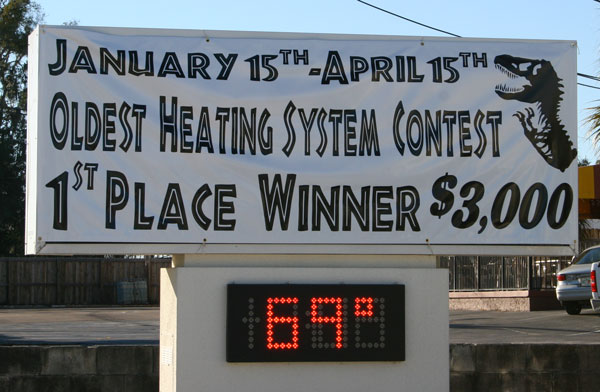 JANUARY 15TH-APRIL 15TH
OLDEST HEATING SYSTEM CONTEST
1ST PLACE WINNER $3,000
69°